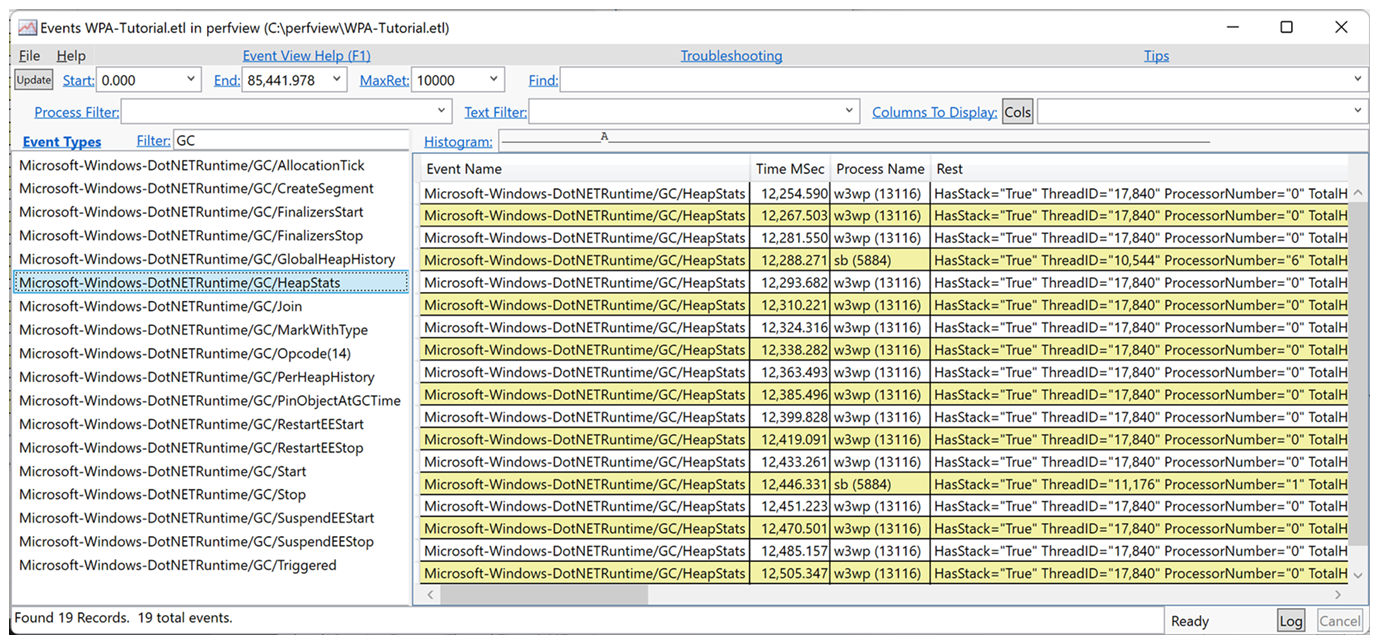 Events WPA-Tutorial.etl in perfview (C:\perfview\WPA-Tutorial.etl)
File Help Event View Help (F1) Troubleshooting Tips
Update Start: 0.000 End: 85,441.978 MaxRet: 10000 Find:
Process Filter: Text Filter: Columns To Display: Cols
Event Types Filter: GC Histogram: A
Microsoft-Windows-DotNETRuntime/GC/AllocationTick
Microsoft-Windows-DotNETRuntime/GC/CreateSegment
Microsoft-Windows-DotNETRuntime/GC/FinalizersStart
Microsoft-Windows-DotNETRuntime/GC/FinalizersStop
Microsoft-Windows-DotNETRuntime/GC/GlobalHeapHistory
Microsoft-Windows-DotNETRuntime/GC/HeapStats
Microsoft-Windows-DotNETRuntime/GC/Join
Microsoft-Windows-DotNETRuntime/GC/MarkWithType
Microsoft-Windows-DotNETRuntime/GC/Opcode(14)
Microsoft-Windows-DotNETRuntime/GC/PerHeapHistory
Microsoft-Windows-DotNETRuntime/GC/PinObjectAtGCTime
Microsoft-Windows-DotNETRuntime/GC/RestartEEStart
Microsoft-Windows-DotNETRuntime/GC/RestartEEStop
Microsoft-Windows-DotNETRuntime/GC/Start
Microsoft-Windows-DotNETRuntime/GC/Stop
Microsoft-Windows-DotNETRuntime/GC/SuspendEEStart
Microsoft-Windows-DotNETRuntime/GC/SuspendEEStop
Microsoft-Windows-DotNETRuntime/GC/Triggered
Event Name Time MSec Process Name Rest
Microsoft-Windows-DotNETRuntime/GC/HeapStats 12,254.590 w3wp (13116) HasStack="True" ThreadID="17,840" ProcessorNumber="0" TotalH
Microsoft-Windows-DotNETRuntime/GC/HeapStats 12,267.503 w3wp (13116) HasStack="True" ThreadID="17,840" ProcessorNumber="0" TotalH
Microsoft-Windows-DotNETRuntime/GC/HeapStats 12,281.550 w3wp (13116) HasStack="True" ThreadID="17,840" ProcessorNumber="0" TotalH
Microsoft-Windows-DotNETRuntime/GC/HeapStats 12,288.271 sb (5884) HasStack="True" ThreadID="10,544" ProcessorNumber="6" TotalH
Microsoft-Windows-DotNETRuntime/GC/HeapStats 12,293.682 w3wp (13116) HasStack="True" ThreadID="17,840" ProcessorNumber="0" TotalH
Microsoft-Windows-DotNETRuntime/GC/HeapStats 12,310.221 w3wp (13116) HasStack="True" ThreadID="17,840" ProcessorNumber="0" TotalH
Microsoft-Windows-DotNETRuntime/GC/HeapStats 12,324.316 w3wp (13116) HasStack="True" ThreadID="17,840" ProcessorNumber="0" TotalH
Microsoft-Windows-DotNETRuntime/GC/HeapStats 12,338.282 w3wp (13116) HasStack="True" ThreadID="17,840" ProcessorNumber="0" TotalH
Microsoft-Windows-DotNETRuntime/GC/HeapStats 12,363.493 w3wp (13116) HasStack="True" ThreadID="17,840" ProcessorNumber="0" TotalH
Microsoft-Windows-DotNETRuntime/GC/HeapStats 12,385.496 w3wp (13116) HasStack="True" ThreadID="17,840" ProcessorNumber="0" TotalH
Microsoft-Windows-DotNETRuntime/GC/HeapStats 12,399.828 w3wp (13116) HasStack="True" ThreadID="17,840" ProcessorNumber="0" TotalH
Microsoft-Windows-DotNETRuntime/GC/HeapStats 12,419.091 w3wp (13116) HasStack="True" ThreadID="17,840" ProcessorNumber="0" TotalH
Microsoft-Windows-DotNETRuntime/GC/HeapStats 12,433.261 w3wp (13116) HasStack="True" ThreadID="17,840" ProcessorNumber="0" TotalH
Microsoft-Windows-DotNETRuntime/GC/HeapStats 12,446.331 sb (5884) HasStack="True" ThreadID="11,176" ProcessorNumber="1" TotalH
Microsoft-Windows-DotNETRuntime/GC/HeapStats 12,451.223 w3wp (13116) HasStack="True" ThreadID="17,840" ProcessorNumber="0" TotalH
Microsoft-Windows-DotNETRuntime/GC/HeapStats 12,470.501 w3wp (13116) HasStack="True" ThreadID="17,840" ProcessorNumber="0" TotalH
Microsoft-Windows-DotNETRuntime/GC/HeapStats 12,485.157 w3wp (13116) HasStack="True" ThreadID="17,840" ProcessorNumber="0" TotalH
Microsoft-Windows-DotNETRuntime/GC/HeapStats 12,505.347 w3wp (13116) HasStack="True" ThreadID="17,840" ProcessorNumber="0" TotalH
Found 19 Records. 19 total events. Ready Log Cancel